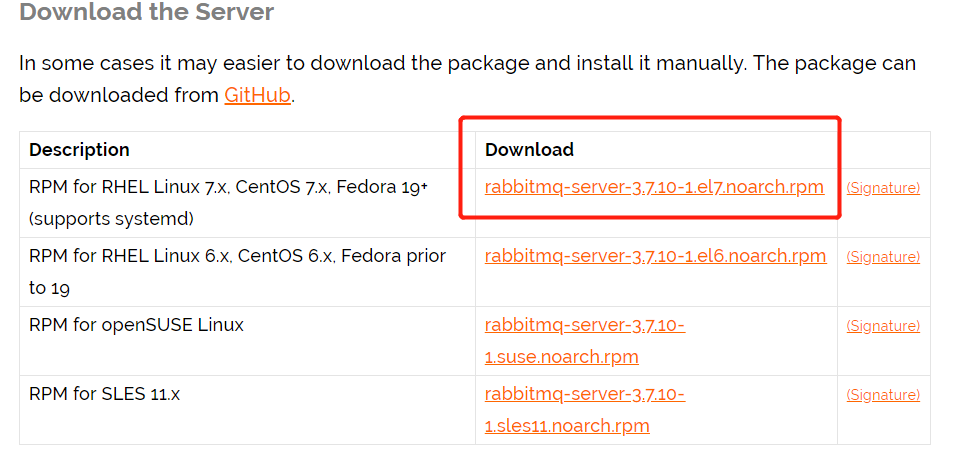 Download the Server
In some cases it may easier to download the package and install it manually. The package can
be downloaded from GitHub.
Description Download
RPM for RHEL Linux 7.x, CentOS 7.x, Fedora 19+ rabbitmq-server-3.7.10-1.el7.noarch.rpm (Signature)
(supports systemd)
RPM for RHEL Linux 6.x, CentOS 6.x, Fedora prior rabbitmq-server-3.7.10-1.el6.noarch.rpm (Signature)
to 19
RPM for openSUSE Linux rabbitmq-server-3.7.10- (Signature)
1.suse.noarch.rpm
RPM for SLES 11.x rabbitmq-server-3.7.10- (Signature)
1.sles11.noarch.rpm